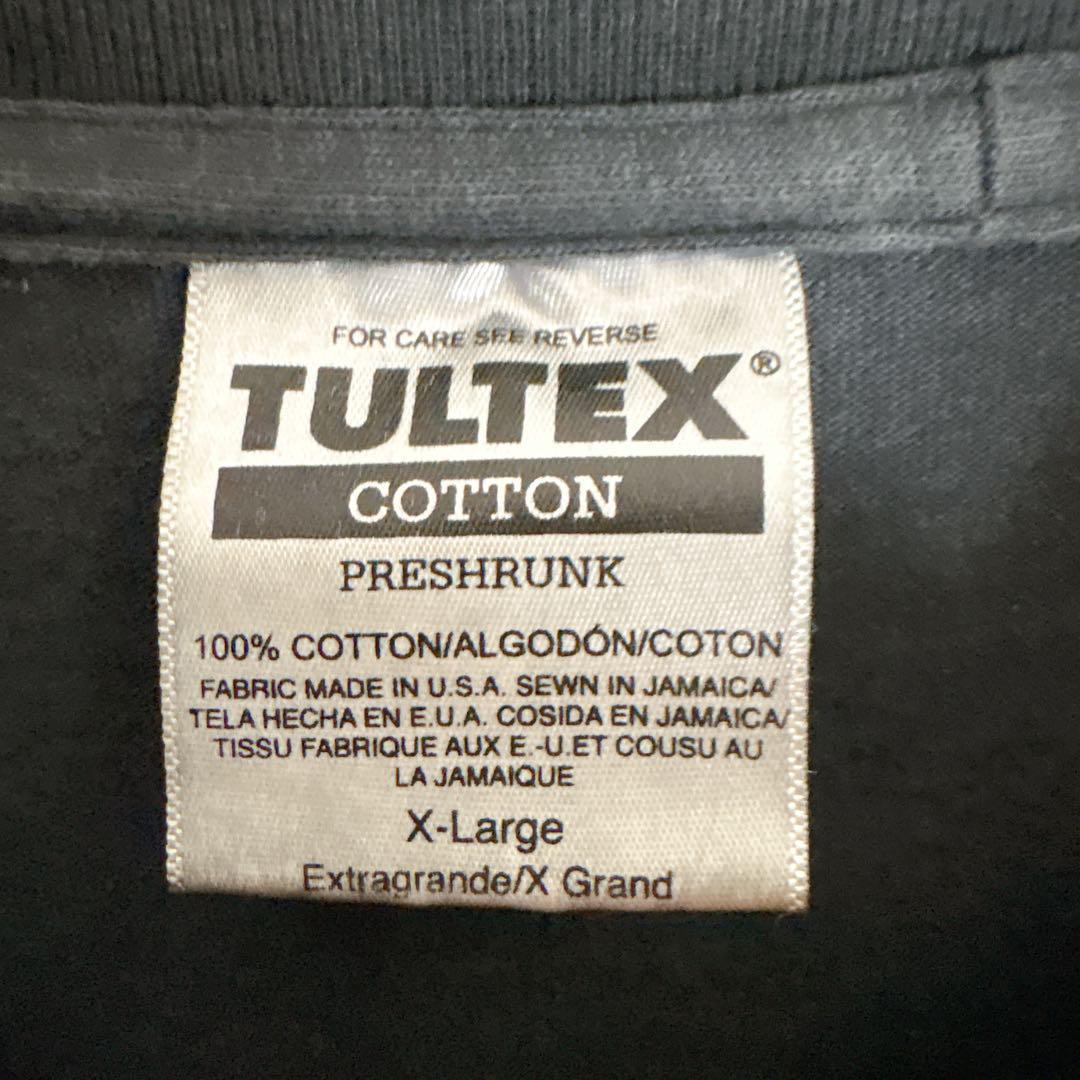 FOR CARE SEE REVERSE
TULTEX®
COTTON
PRESHRUNK
100% COTTON/ALGODÓN/COTON
FABRIC MADE IN U.S.A. SEWN IN JAMAICA/
TELA HECHA EN E.U.A. COSIDA EN JAMAICA/
TISSU FABRIQUE AUX E.-U.ET COUSU AU
LA JAMAIQUE
X-Large
Extragrande/X Grand